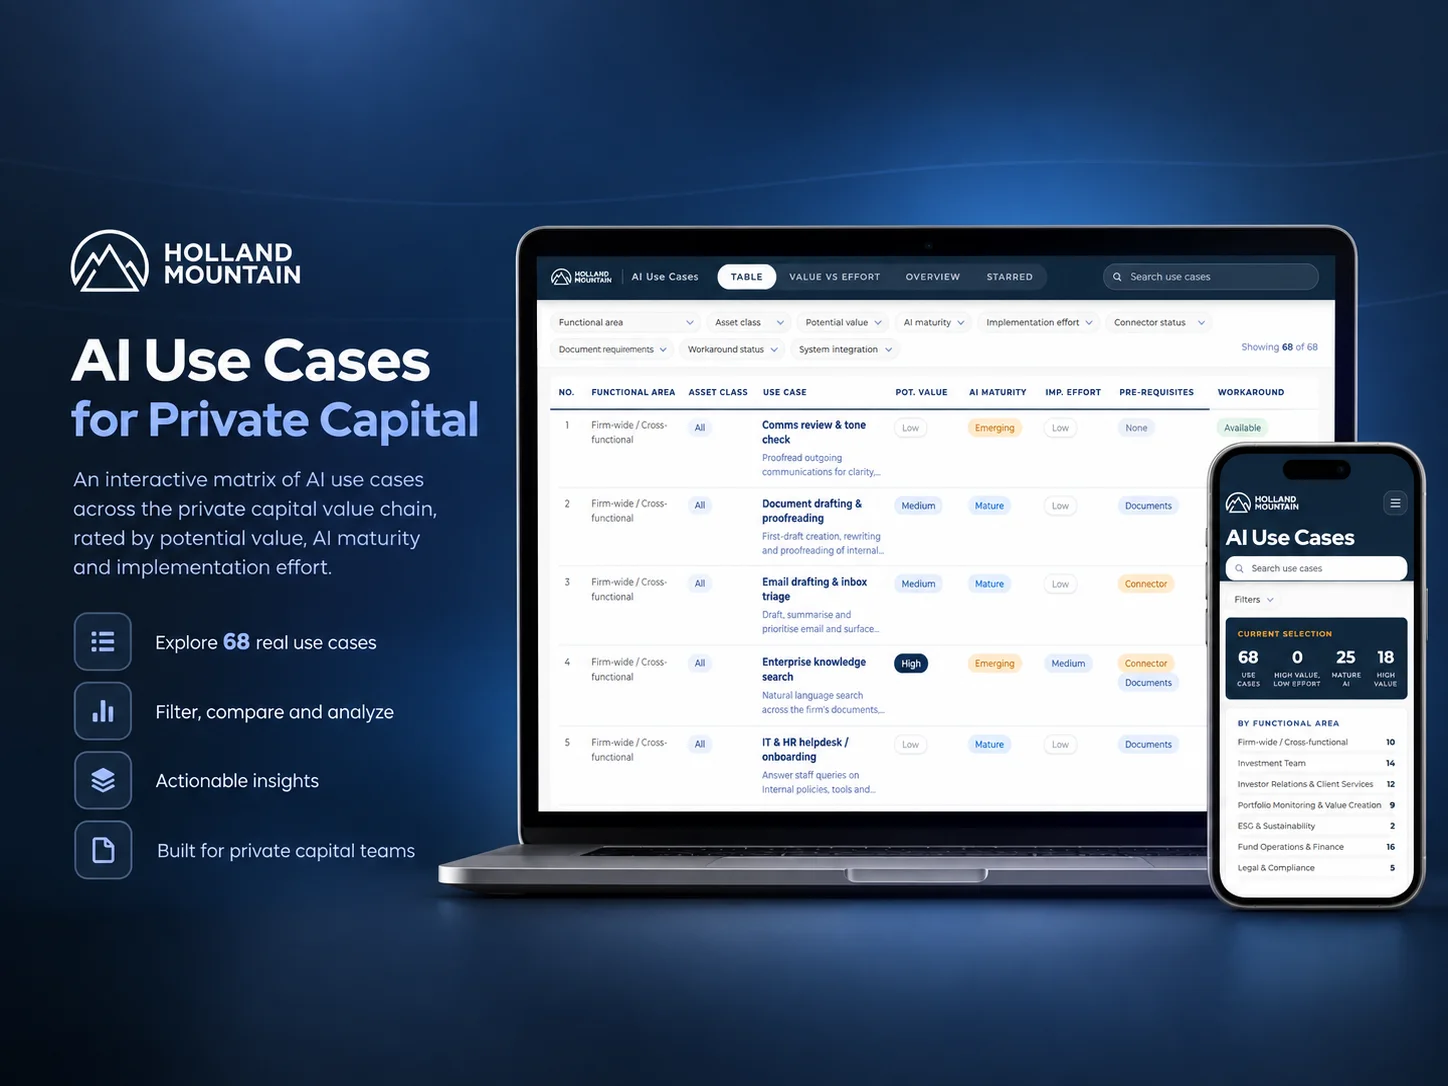 HOLLAND
MOUNTAIN
AI Use Cases
for Private Capital
An interactive matrix of AI use cases
across the private capital value chain,
rated by potential value, AI maturity
and implementation effort.
Explore 68 real use cases
Filter, compare and analyze
Actionable insights
Built for private capital teams
HOLLAND
MOUNTAIN
AI Use Cases
TABLE
VALUE VS EFFORT
OVERVIEW
STARRED
Search use cases
Functional area
Asset class
Potential value
AI maturity
Implementation effort
Connector status
Document requirements
Workaround status
System integration
Showing 68 of 68
NO. FUNCTIONAL AREA ASSET CLASS USE CASE POT. VALUE AI MATURITY IMP. EFFORT PRE-REQUISITES WORKAROUND
1
Firm-wide / Cross-
functional
All
Comms review & tone
check
Proofread outgoing
communications for clarity,...
Low
Emerging
Low
None
Available
2
Firm-wide / Cross-
functional
All
Document drafting &
proofreading
First-draft creation, rewriting
and proofreading of internal...
Medium
Mature
Low
Documents
3
Firm-wide / Cross-
functional
All
Email drafting & inbox
triage
Draft, summarise and
prioritise email and surface...
Medium
Mature
Low
Connector
4
Firm-wide / Cross-
functional
All
Enterprise knowledge
search
Natural language search
across the firm's documents,...
High
Emerging
Medium
Connector
Documents
5
Firm-wide / Cross-
functional
All
IT & HR helpdesk /
onboarding
Answer staff queries on
Internal policies, tools and...
Low
Mature
Low
Documents
HOLLAND
MOUNTAIN
AI Use Cases
Search use cases
Filters
CURRENT SELECTION
68 0 25 18
USE HIGH VALUE, MATURE HIGH
CASES LOW EFFORT AI VALUE
BY FUNCTIONAL AREA
Firm-wide / Cross-functional 10
Investment Team 14
Investor Relations & Client Services 12
Portfolio Monitoring & Value Creation 9
ESG & Sustainability 2
Fund Operations & Finance 16
Legal & Compliance 5